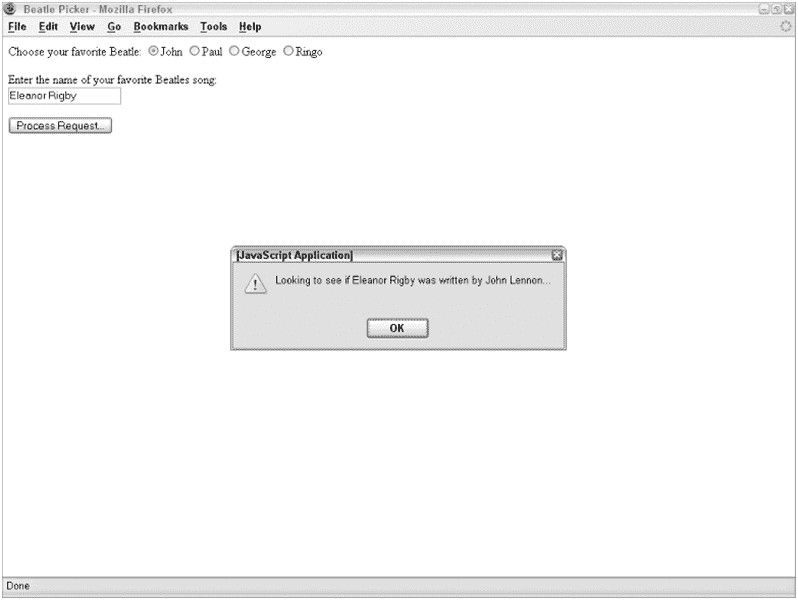 Beatle Picker - Mozilla Firefox
File Edit View Go Bookmarks Tools Help
Choose your favorite Beatle: John Paul George Ringo
Enter the name of your favorite Beatles song:
Eleanor Rigby
Process Request...
[JavaScript Application]
Looking to see if Eleanor Rigby was written by John Lennon...
OK
Done